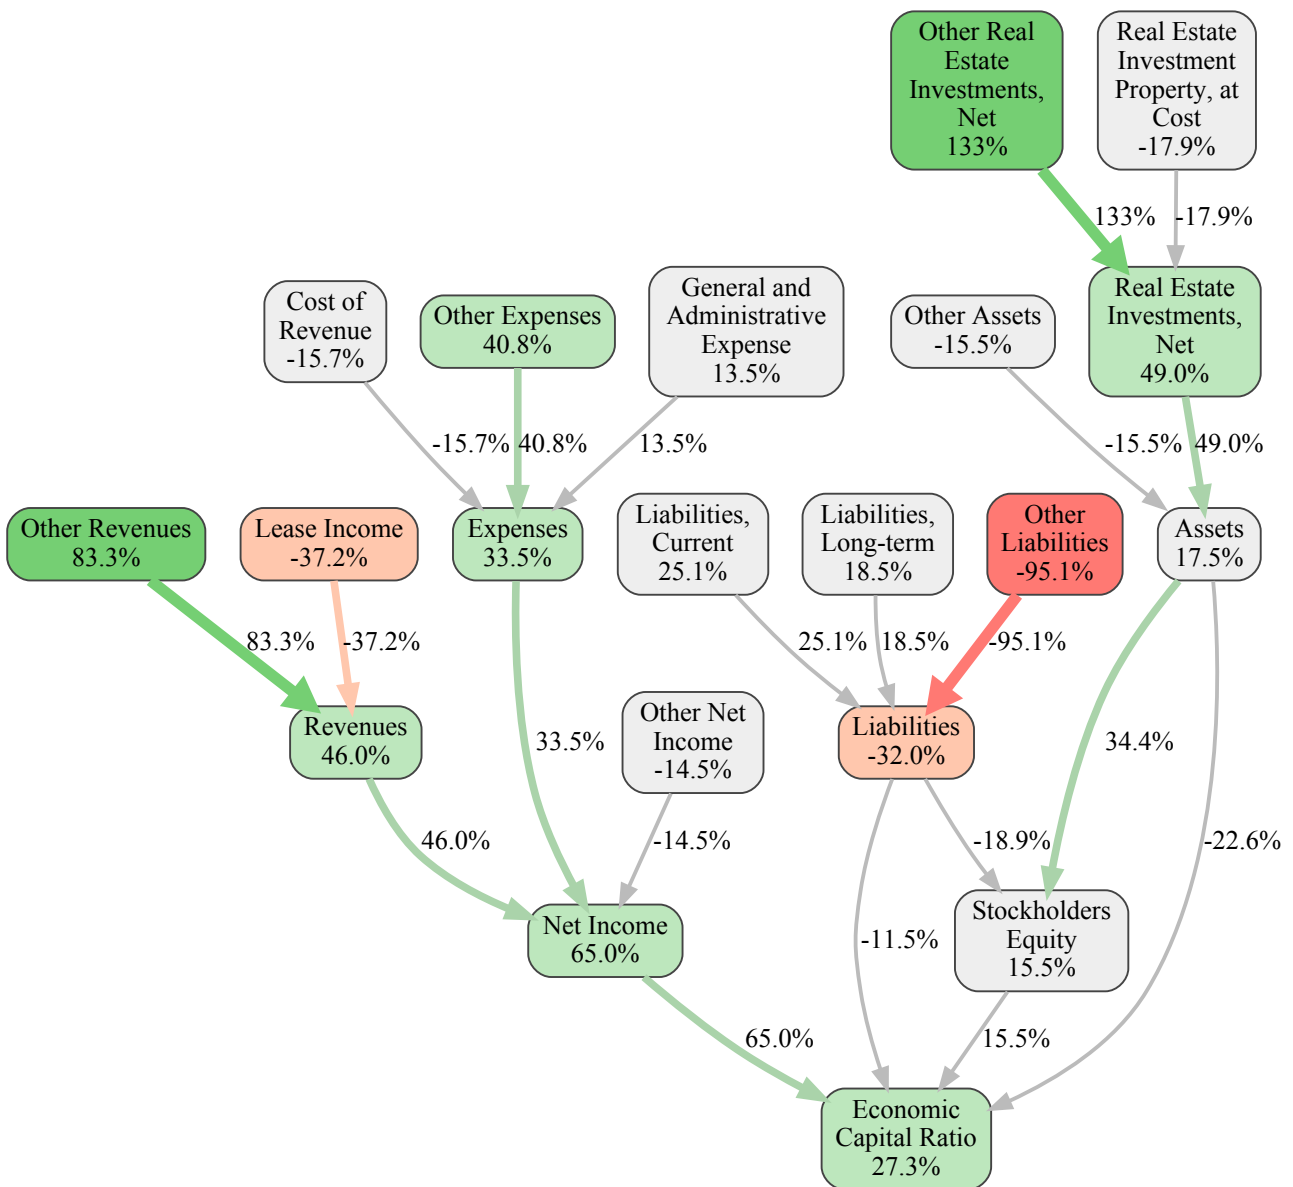 Other Real
Estate
Investments,
Net
133%
Real Estate
Investment
Property, at
Cost
-17.9%
133%
-17.9%
Cost of
Revenue
-15.7%
Other Expenses
40.8%
General and
Administrative
Expense
13.5%
Other Assets
-15.5%
Real Estate
Investments,
Net
49.0%
-15.7%
40.8%
13.5%
-15.5%
49.0%
Other Revenues
83.3%
Lease Income
-37.2%
Expenses
33.5%
Liabilities,
Current
25.1%
Liabilities,
Long-term
18.5%
Other
Liabilities
-95.1%
Assets
17.5%
83.3%
-37.2%
25.1%
18.5%
-95.1%
Revenues
46.0%
33.5%
Other Net
Income
-14.5%
Liabilities
-32.0%
34.4%
46.0%
-14.5%
-18.9%
-22.6%
Net Income
65.0%
-11.5%
Stockholders
Equity
15.5%
65.0%
15.5%
Economic
Capital Ratio
27.3%